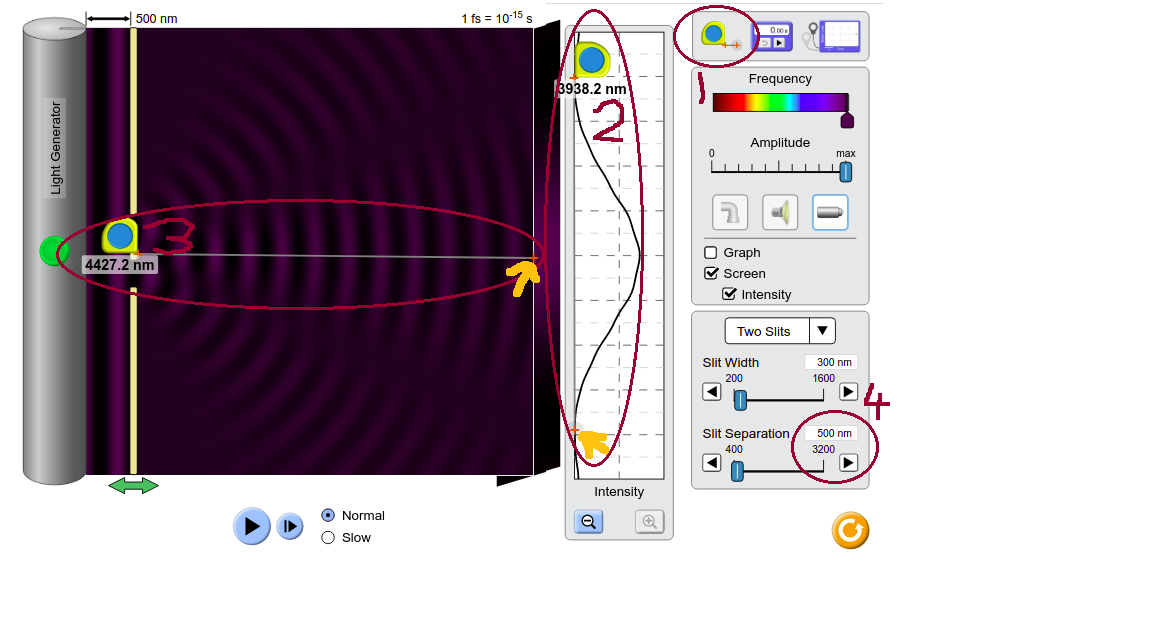 500 nm
1 fs = 10⁻¹⁵ s
2
0.00 s
1
Frequency
3938.2 nm
Light Generator
Amplitude
0 max
3
4427.2 nm
Graph
Screen
Intensity
Two Slits
Slit Width 300 nm
200 1600
4
Slit Separation 500 nm
400 3200
Intensity
Normal
Slow